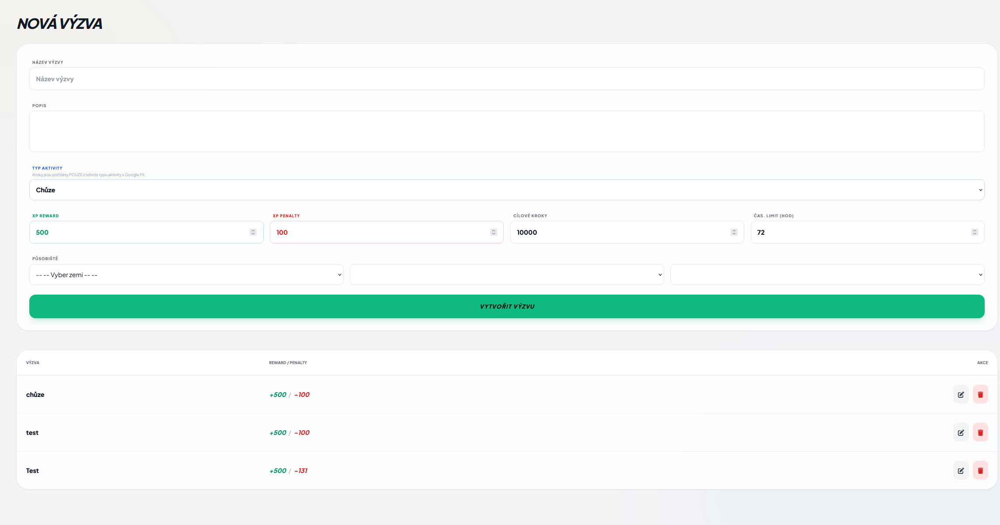 NOVÁ VÝZVA
NÁZEV VÝZVY
Název výzvy
POPIS
TYP AKTIVITY
Kroky jsou počítány POUZE z tohoto typu aktivity v Google Fit.
Chůze
XP REWARD XP PENALTY CÍLOVÉ KROKY ČAS. LIMIT (HOD)
500 100 10000 72
PŮSOBIŠTĚ
-- -- Vyber zemi -- --
VYTVOŘIT VÝZVU
VÝZVA REWARD / PENALTY AKCE
chůze +500 / -100
test +500 / -100
Test +500 / -131